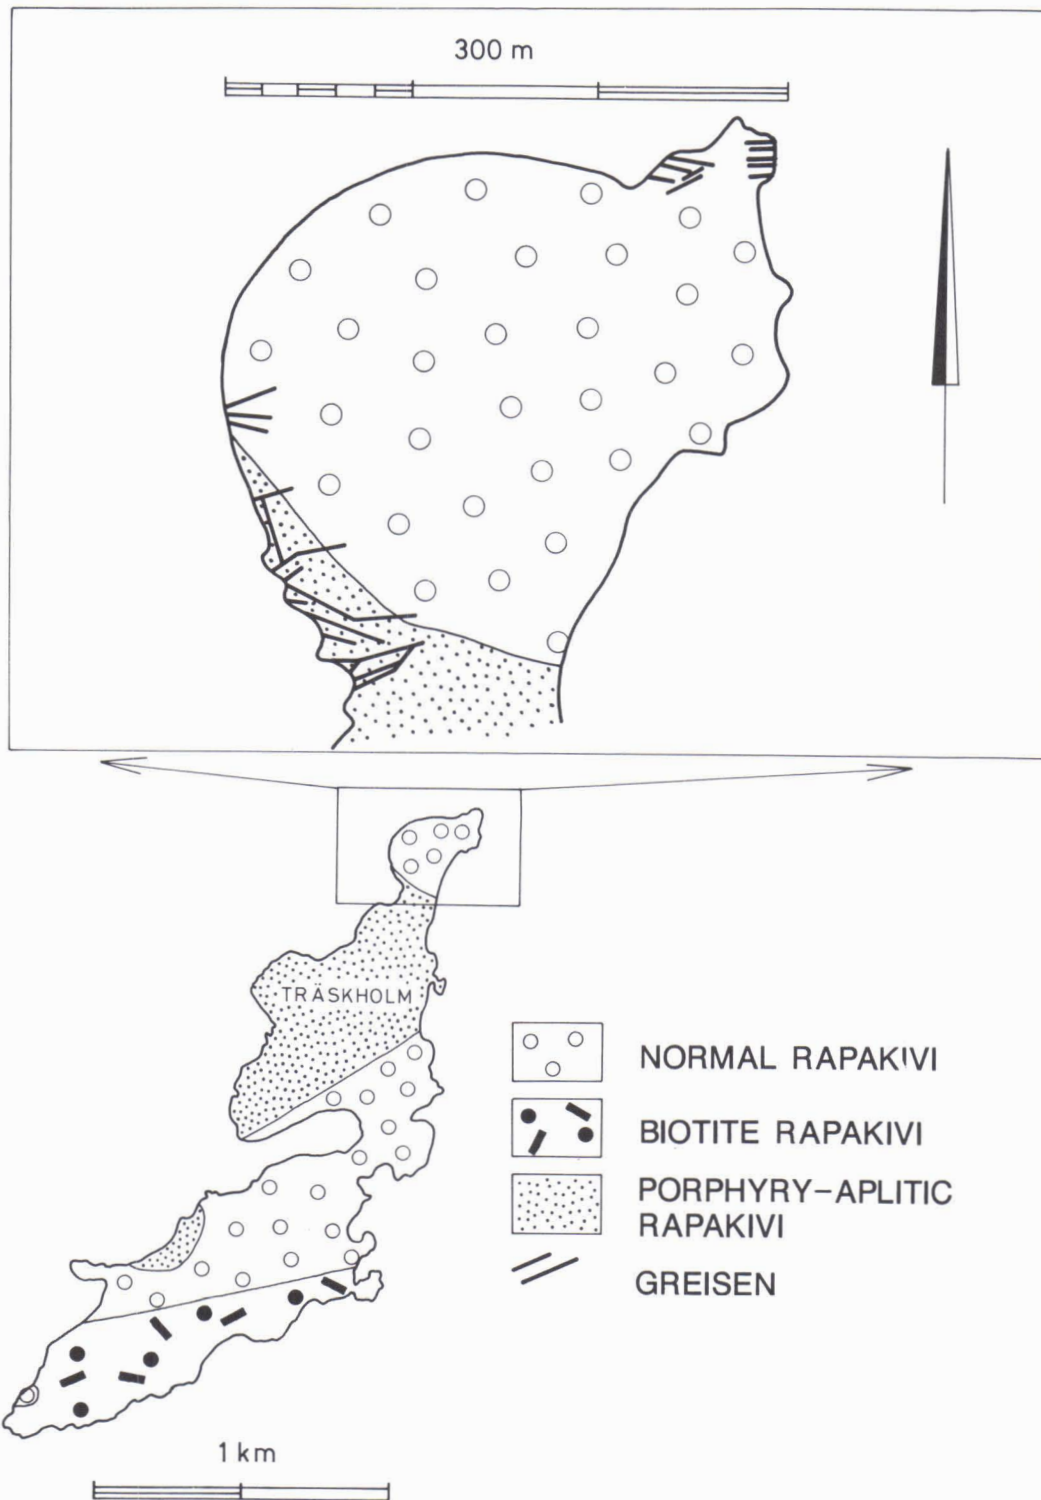 300 m
TRÄSKHOLM
NORMAL RAPAKIVI
BIOTITE RAPAKIVI
PORPHYRY-APLITIC
RAPAKIVI
GREISEN
1 km